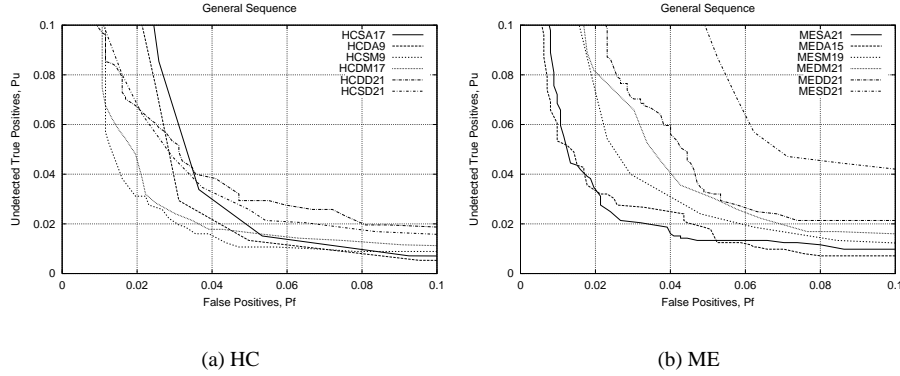 General Sequence
0.1
0.08
0.06
0.04
0.02
0
Undetected True Positives, Pu
HCSA17
HCDA9
HCSM9
HCDM17
HCDD21
HCSD21
0 0.02 0.04 0.06 0.08 0.1
False Positives, Pf
(a) HC
General Sequence
0.1
0.08
0.06
0.04
0.02
0
Undetected True Positives, Pu
MESA21
MEDA15
MESM19
MEDM21
MEDD21
MESD21
0 0.02 0.04 0.06 0.08 0.1
False Positives, Pf
(b) ME